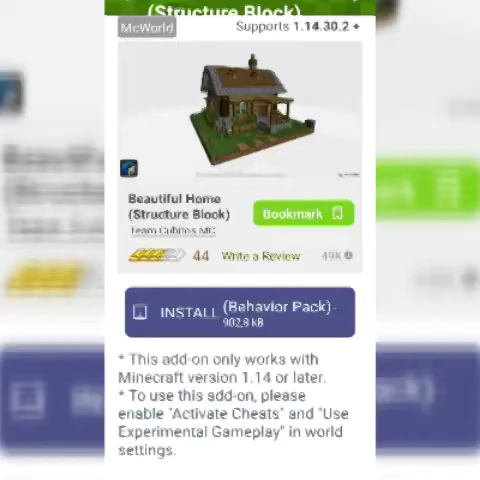 (Structure Block)
McWorld
Supports 1.14.30.2 +
Beautiful Home
(Structure Block)
Bookmark
Team Cubitos MC
44
Write a Review
49K
INSTALL (Behavior Pack)-
902,8 kB
* This add-on only works with
Minecraft version 1.14 or later.
* To use this add-on, please
enable "Activate Cheats" and "Use
Experimental Gameplay" in world
settings.